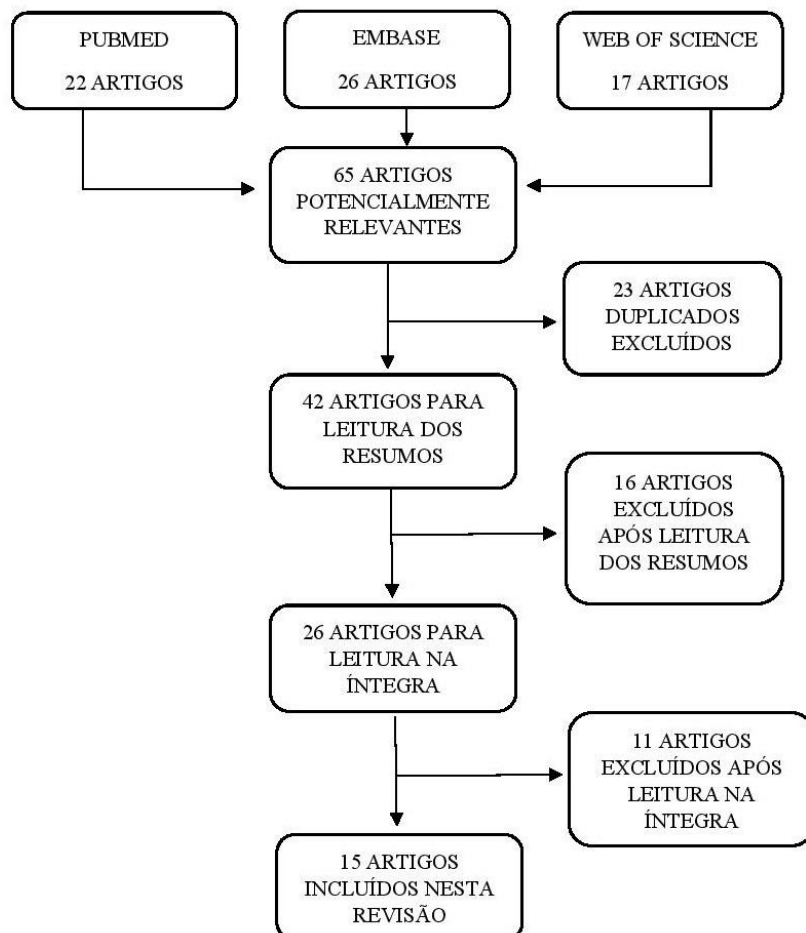 PUBMED
22 ARTIGOS
EMBASE
26 ARTIGOS
WEB OF SCIENCE
17 ARTIGOS
65 ARTIGOS
POTENCIALMENTE
RELEVANTES
23 ARTIGOS
DUPLICADOS
EXCLUÍDOS
42 ARTIGOS PARA
LEITURA DOS
RESUMOS
16 ARTIGOS
EXCLUÍDOS
APÓS LEITURA
DOS RESUMOS
26 ARTIGOS PARA
LEITURA NA
ÍNTEGRA
11 ARTIGOS
EXCLUÍDOS APÓS
LEITURA NA
ÍNTEGRA
15 ARTIGOS
INCLUÍDOS NESTA
REVISÃO